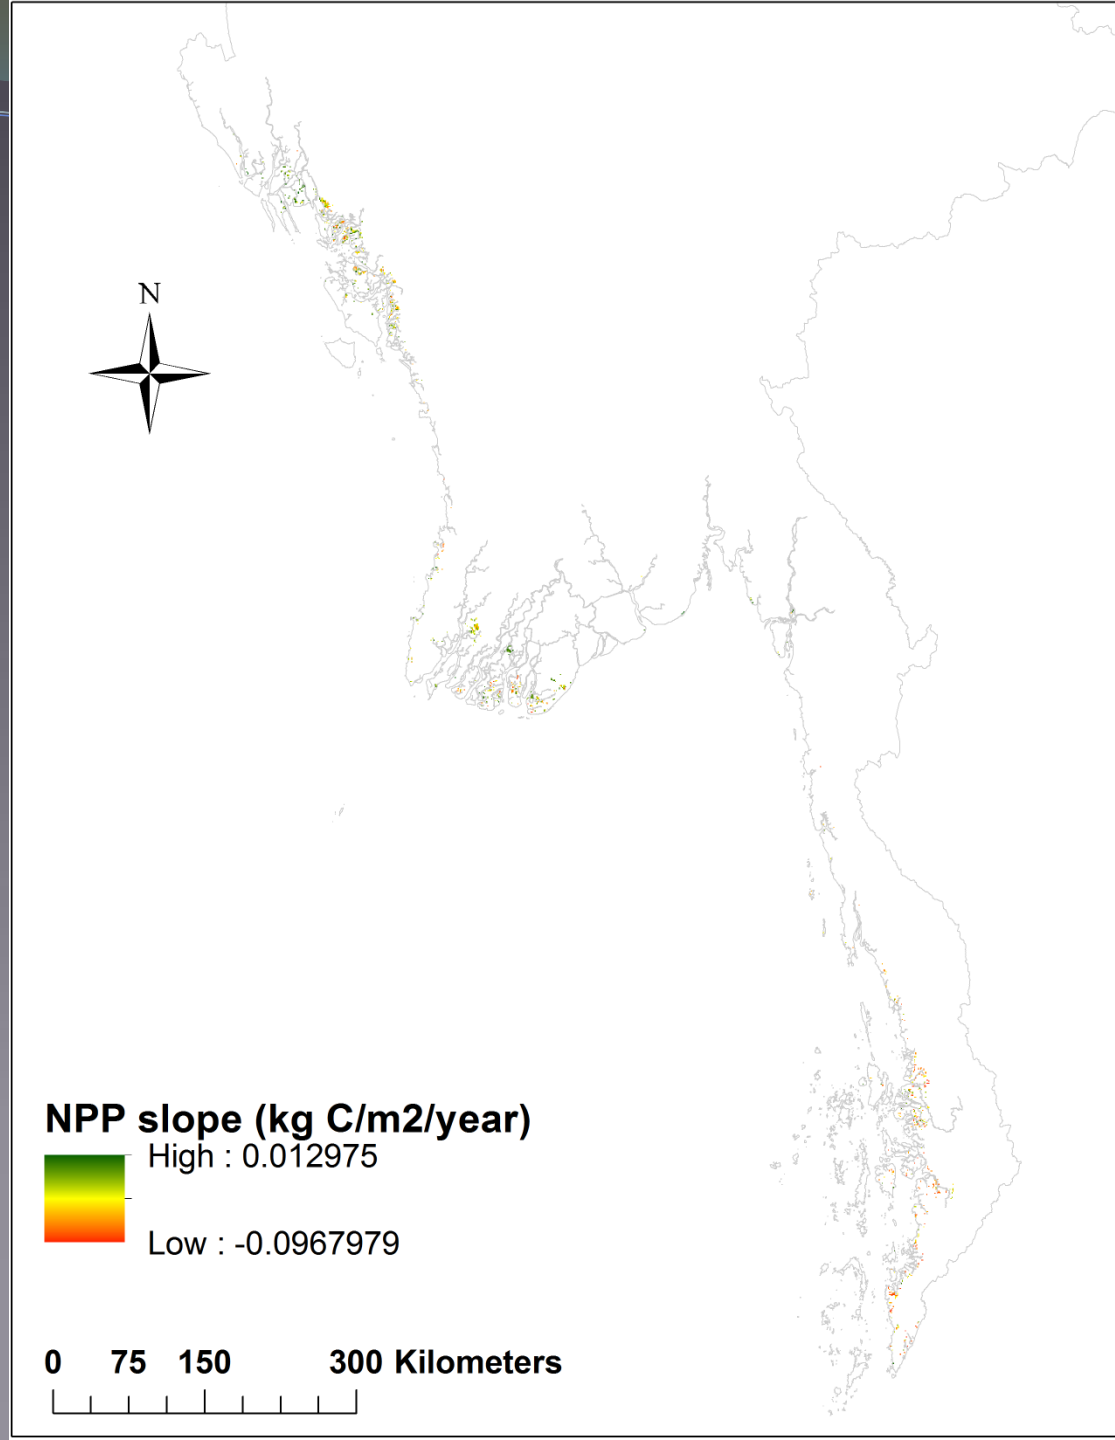 N
NPP slope (kg C/m2/year)
High : 0.012975
Low : -0.0967979
0 75 150 300 Kilometers